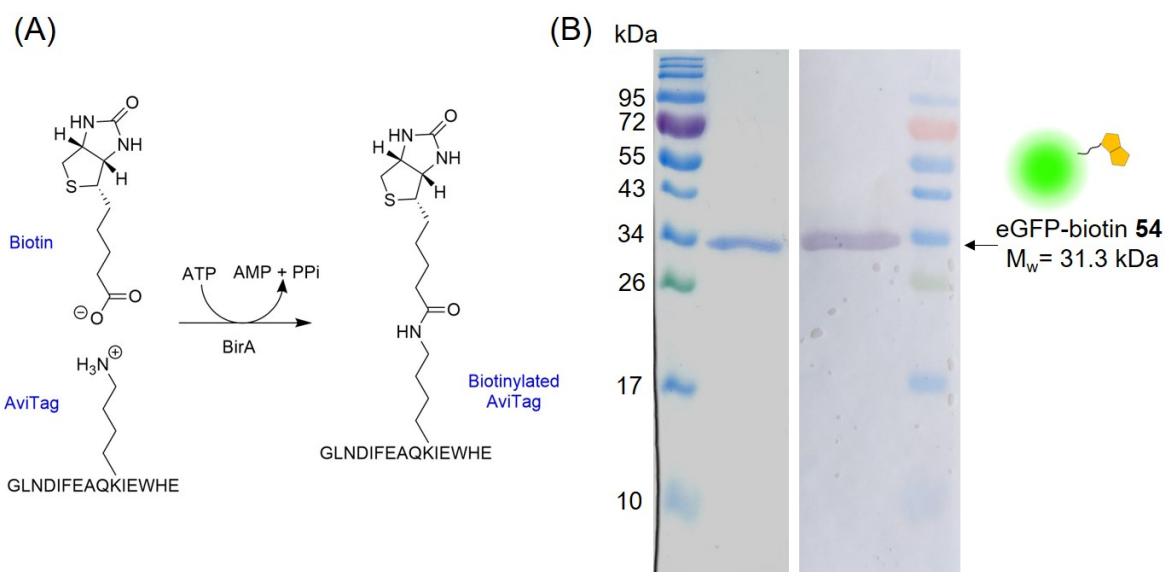 (A)
O
HN
NH
H
H
S
Biotin
O
⊖O
H₃N⊕
AviTag
GLNDIFEAQKIEWHE
ATP AMP + PPi
BirA
O
HN
NH
H
H
S
O
HN
Biotinylated
AviTag
GLNDIFEAQKIEWHE
(B) kDa
95
72
55
43
34
26
17
10
eGFP-biotin 54
Mw= 31.3 kDa